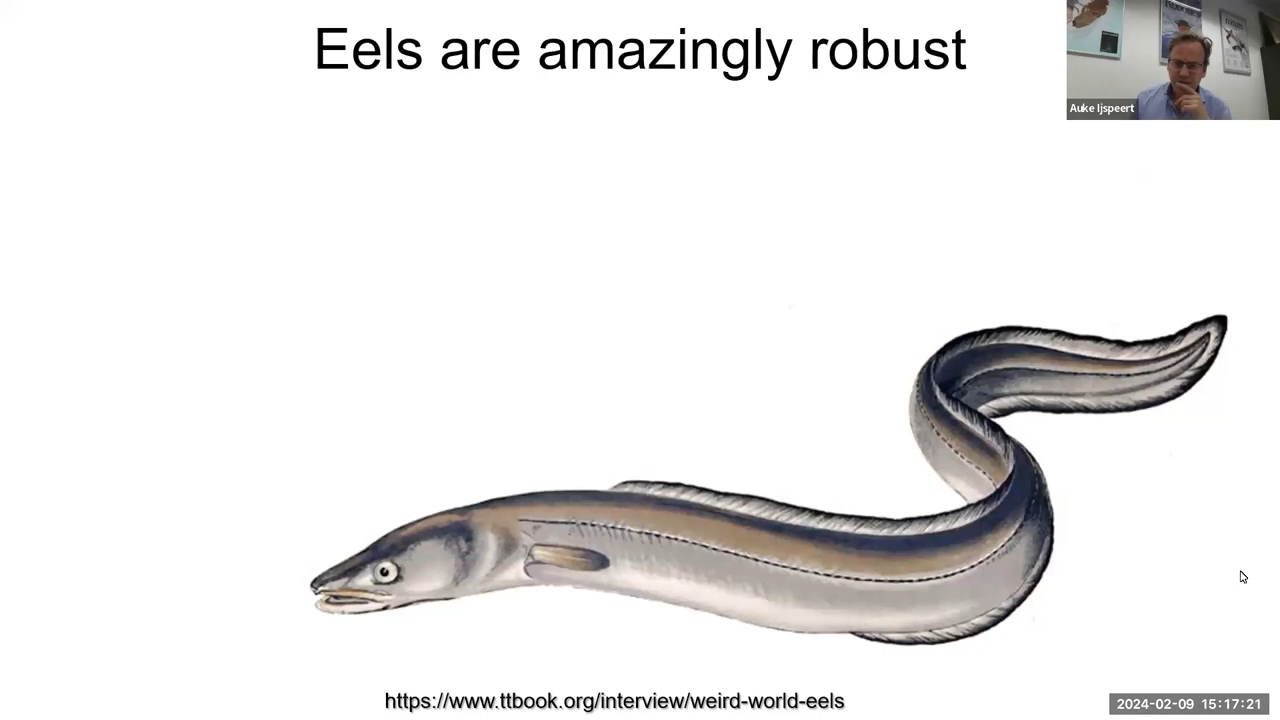 Eels are amazingly robust
Auke Ijspeert
https://www.ttbook.org/interview/weird-world-eels
2024-02-09 15:17:21